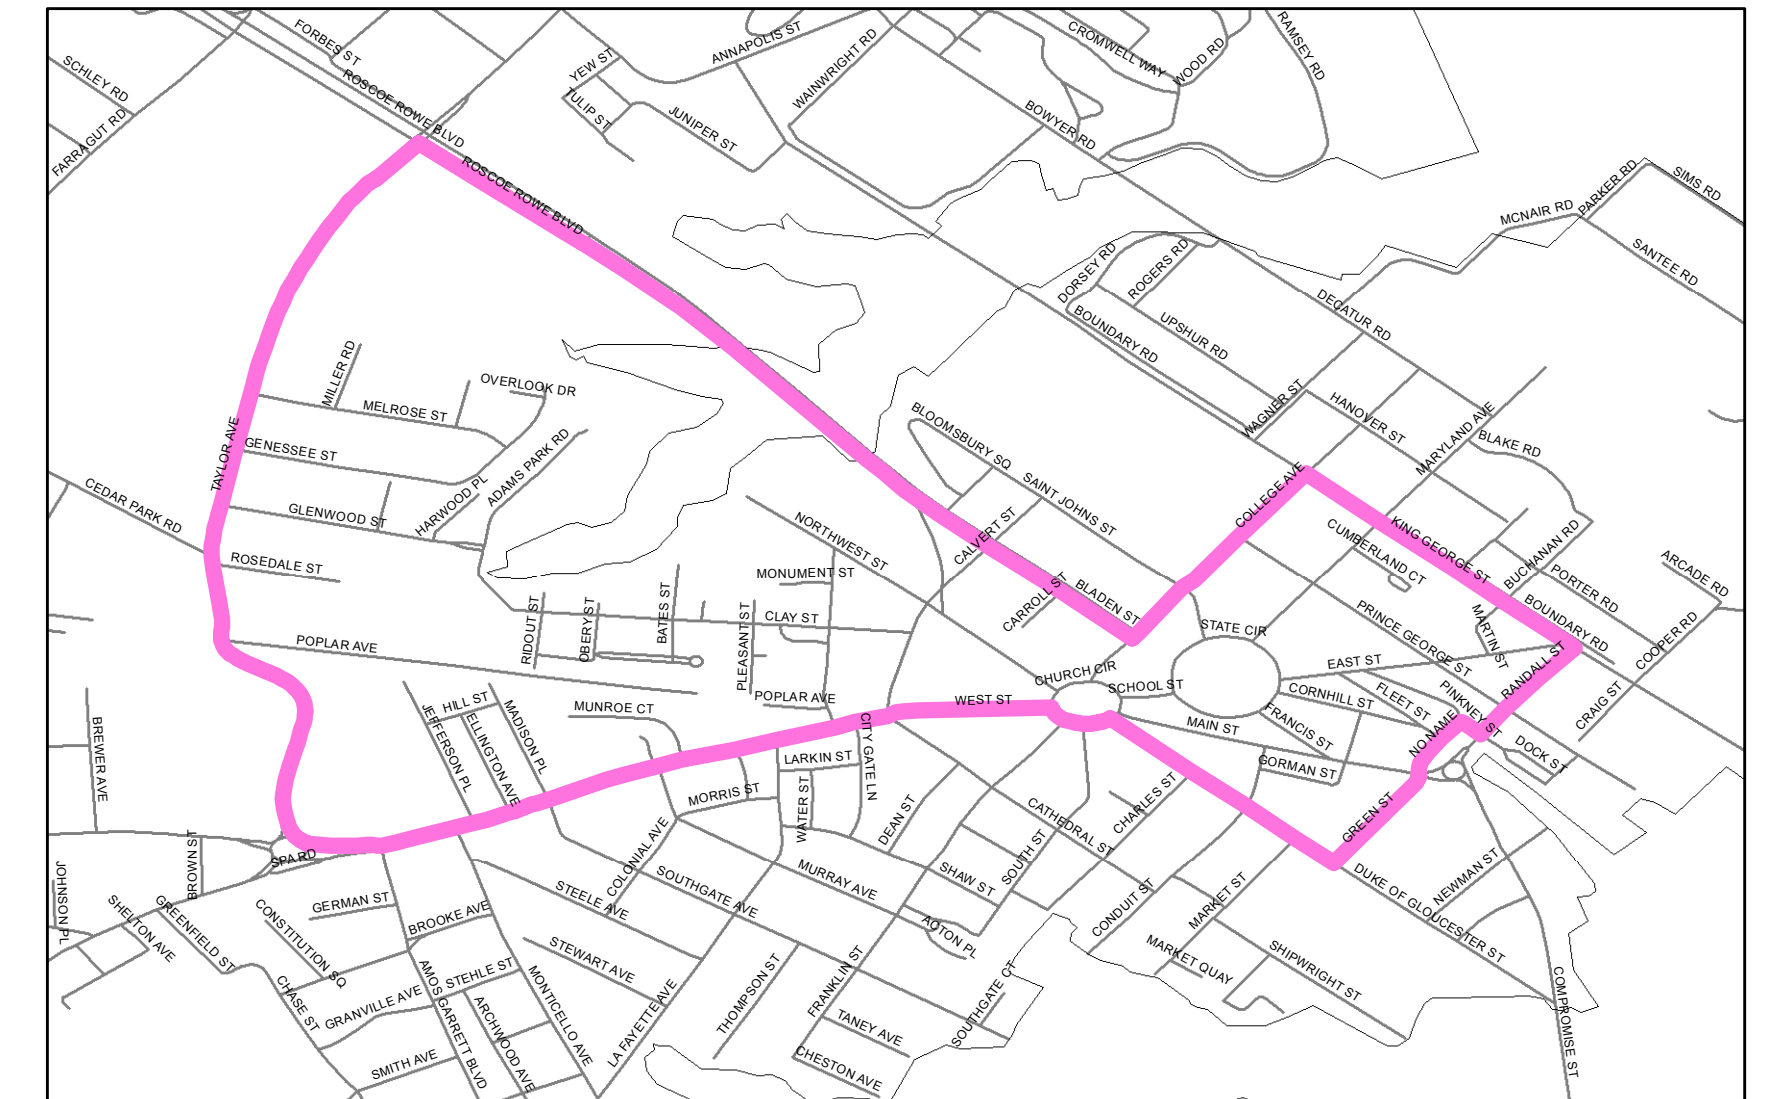 FORBES ST
SCHLEY RD
FARRAGUT RD
ROSCOE ROWE BLVD
ROSCOE ROWE BLVD
YEW ST
TULIP ST
JUNIPER ST
ANNAPOLIS ST
WAINWRIGHT RD
CROMWELL WAY
WOOD RD
RAMSEY RD
BOWYER RD
PARKER RD
SIMS RD
MCNAIR RD
SANTEE RD
DORSEY RD
ROGERS RD
BOUNDARY RD
UPSHUR RD
DECATUR RD
WAGNER ST
HANOVER ST
MARYLAND AVE
BLAKE RD
MILLER RD
OVERLOOK DR
MELROSE ST
TAYLOR AVE
GENESSEE ST
ADAMS PARK RD
HARWOOD PL
GLENWOOD ST
CEDAR PARK RD
ROSEDALE ST
BLOOMSBURY SQ
SAINT JOHNS ST
COLLEGE AVE
NORTHWEST ST
CALVERT ST
CARROLL ST
BLADEN ST
CUMBERLAND CT
KING GEORGE ST
BUCHANAN RD
PORTER RD
ARCADE RD
BOUNDARY RD
COOPER RD
MARTIN ST
PRINCE GEORGE ST
RANDALL ST
CRAIG ST
MONUMENT ST
CLAY ST
RIDOUT ST
OBERY ST
BATES ST
PLEASANT ST
POPLAR AVE
POPLAR AVE
STATE CIR
CHURCH CIR
SCHOOL ST
EAST ST
CORNHILL ST
FLEET ST
PINKNEY ST
FRANCIS ST
MAIN ST
NO NAME
DOCK ST
GORMAN ST
GREEN ST
WEST ST
CITY GATE LN
MUNROE CT
HILL ST
JEFFERSON PL
ELLINGTON AVE
MADISON PL
BREWER AVE
LARKIN ST
MORRIS ST
WATER ST
DEAN ST
CATHEDRAL ST
CHARLES ST
SOUTH ST
SHAW ST
MURRAY AVE
COLONIAL AVE
SOUTHGATE AVE
STEELE AVE
SPA RD
BROWN ST
JOHNSON PL
SHELTON AVE
GREENFIELD ST
CONSTITUTION SQ
GERMAN ST
BROOKE AVE
STEWART AVE
STEHLE ST
AMOS GARRETT BLVD
GRANVILLE AVE
CHASE ST
SMITH AVE
ARCHWOOD AVE
MONTICELLO AVE
LA FAYETTE AVE
THOMPSON ST
FRANKLIN ST
TANEY AVE
CHESTON AVE
ACTON PL
SOUTHGATE CT
CONDUIT ST
MARKET ST
MARKET QUAY
SHIPWRIGHT ST
DUKE OF GLOUCESTER ST
NEWMAN ST
COMPROMISE ST